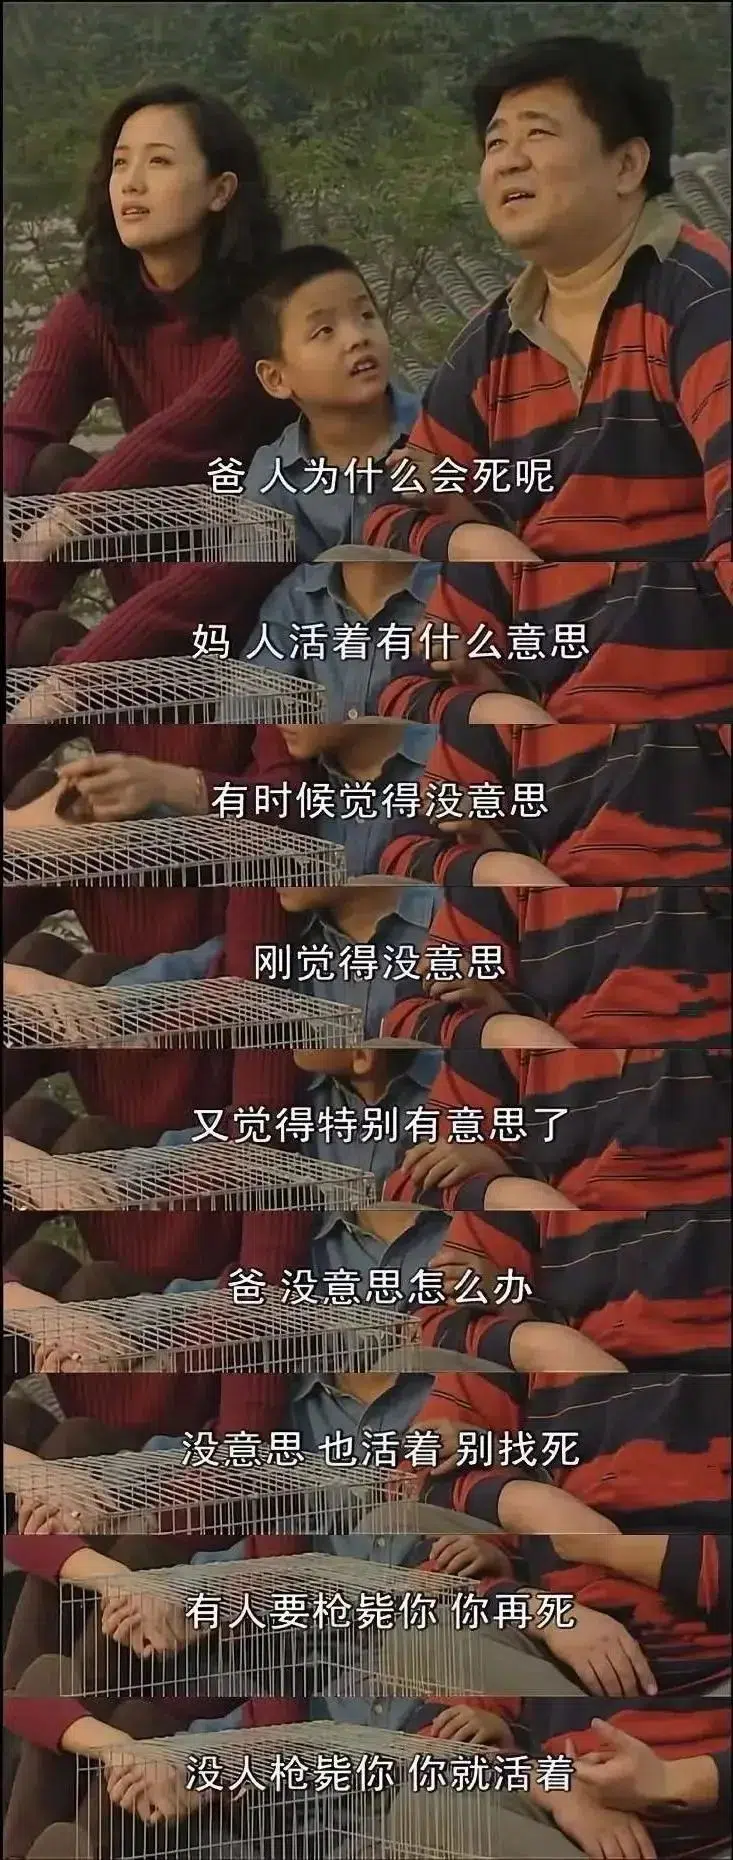 爸 人为什么会死呢
妈 人活着有什么意思
有时候觉得没意思
刚觉得没意思
又觉得特别有意思了
爸 没意思怎么办
没意思 也活着 别找死
有人要枪毙你 你再死
没人枪毙你 你就活着